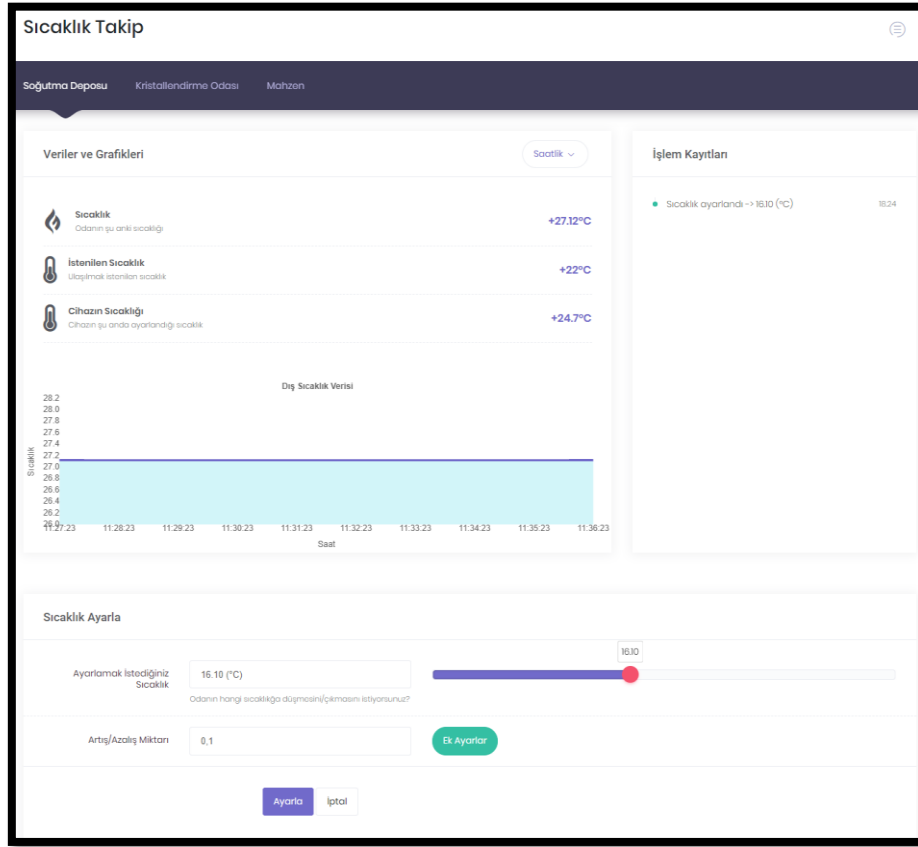 Sıcaklık Takip
Soğutma Deposu Kristallendirme Odası Mahzen
Veriler ve Grafikleri
Saatlik
Sıcaklık
Odanın şu anki sıcaklığı
+27.12°C
İstenilen Sıcaklık
Ulaşılmak istenilen sıcaklık
+22°C
Cihazın Sıcaklığı
Cihazın şu anda ayarlandığı sıcaklık
+24.7°C
Dış Sıcaklık Verisi
28.2
28.0
27.8
27.6
27.4
27.2
27.0
26.8
26.6
26.4
26.2
26.0
Sıcaklık
11:27:23 11:28:23 11:29:23 11:30:23 11:31:23 11:32:23 11:33:23 11:34:23 11:35:23 11:36:23
Saat
İşlem Kayıtları
Sıcaklık ayarlandı -> 16.10 (°C) 18:24
Sıcaklık Ayarla
Ayarlamak İstediğiniz
Sıcaklık
16.10 (°C)
16.10
Odanın hangi sıcaklığa düşmesini/çıkmasını istiyorsunuz?
Artış/Azalış Miktarı
0,1
Ek Ayarlar
Ayarla İptal